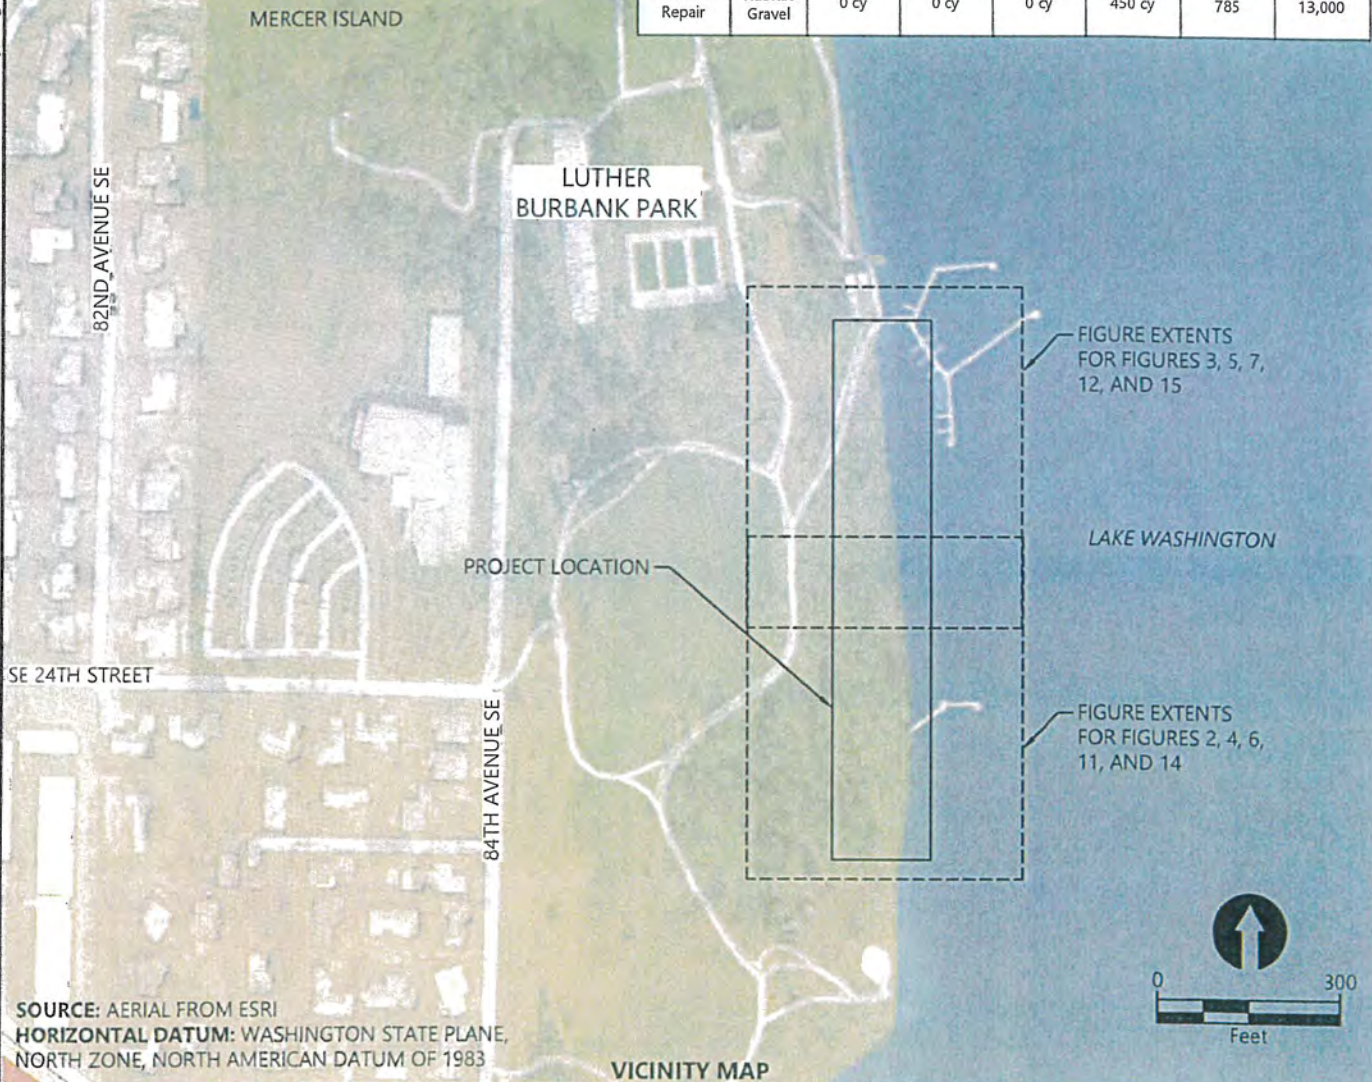 MERCER ISLAND
Repair
Gravel
0 cy
0 cy
0 cy
450 cy
785
13,000
82ND AVENUE SE
LUTHER
BURBANK PARK
FIGURE EXTENTS
FOR FIGURES 3, 5, 7,
12, AND 15
LAKE WASHINGTON
PROJECT LOCATION
SE 24TH STREET
84TH AVENUE SE
FIGURE EXTENTS
FOR FIGURES 2, 4, 6,
11, AND 14
0
300
Feet
SOURCE: AERIAL FROM ESRI
HORIZONTAL DATUM: WASHINGTON STATE PLANE,
NORTH ZONE, NORTH AMERICAN DATUM OF 1983
VICINITY MAP